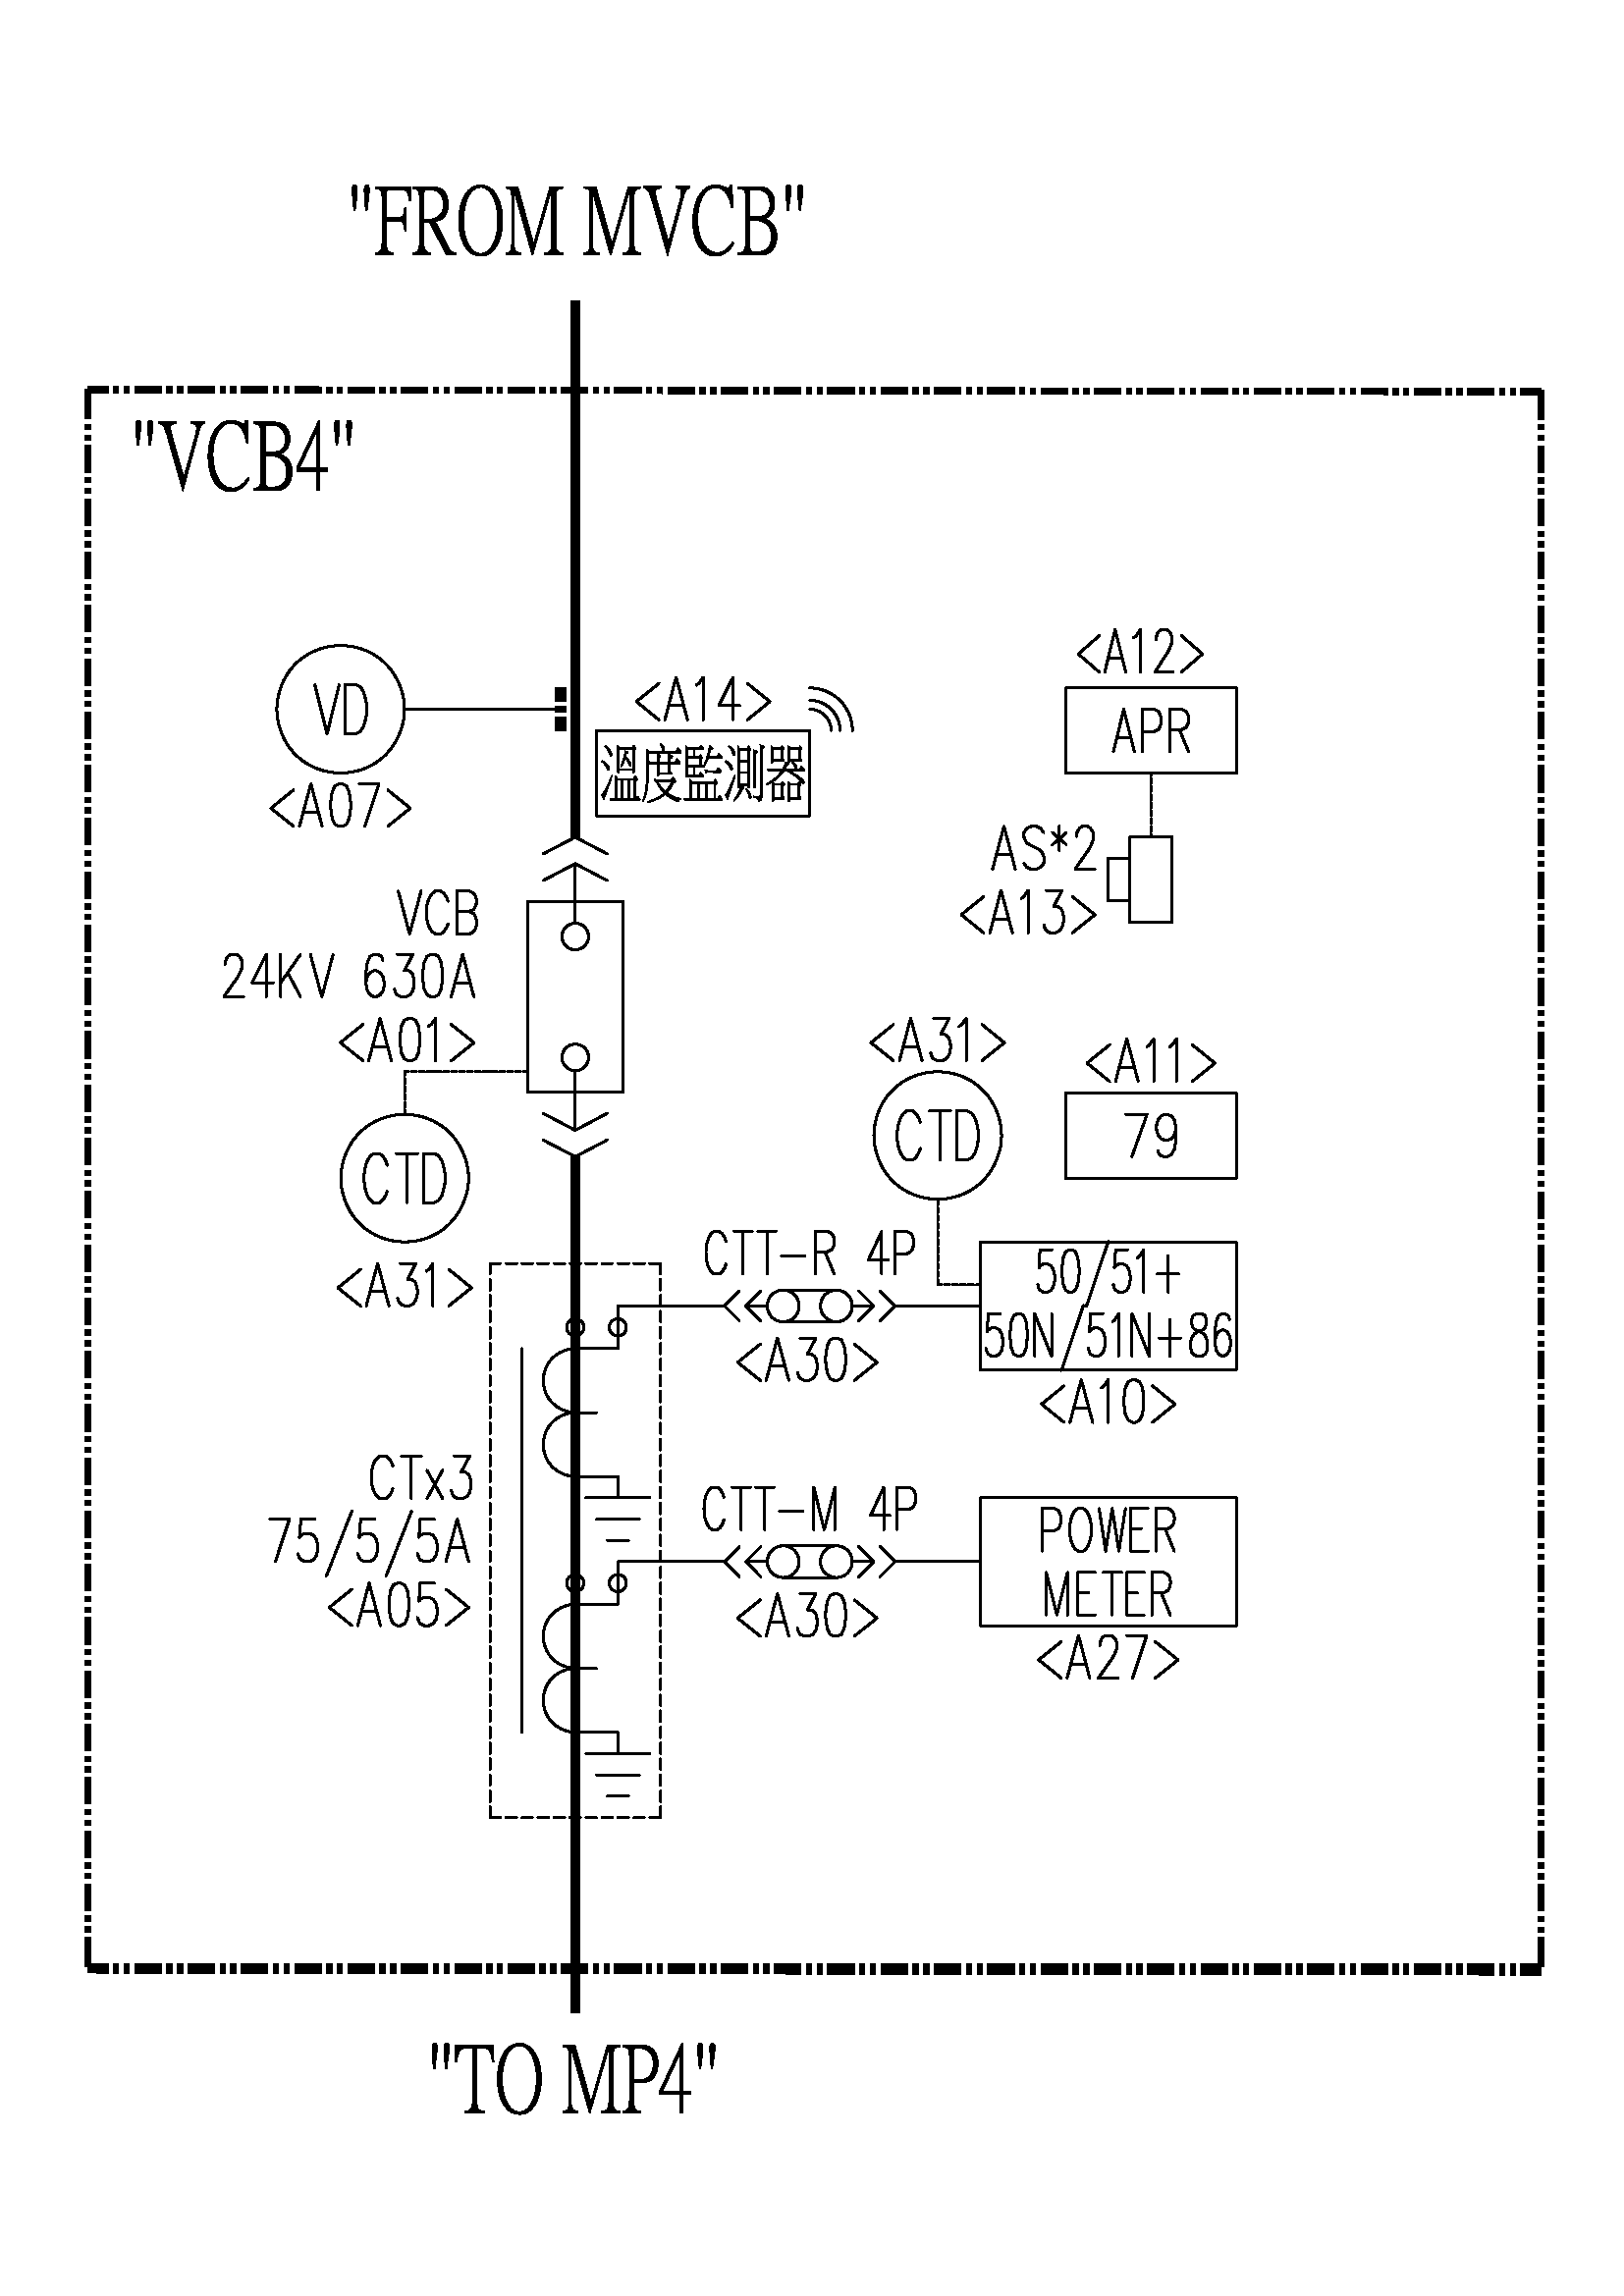 "FROM MVCB"
"VCB4"
<A12>
APR
<A14>
溫度監測器
VD
<A07>
AS*2
<A13>
VCB
24KV 630A
<A01>
<A31>
CTD
<A11>
79
CTD
<A31>
CTT-R 4P
<A30>
50/51+
50N/51N+86
<A10>
CTx3
75/5/5A
<A05>
CTT-M 4P
<A30>
POWER
METER
<A27>
"TO MP4"